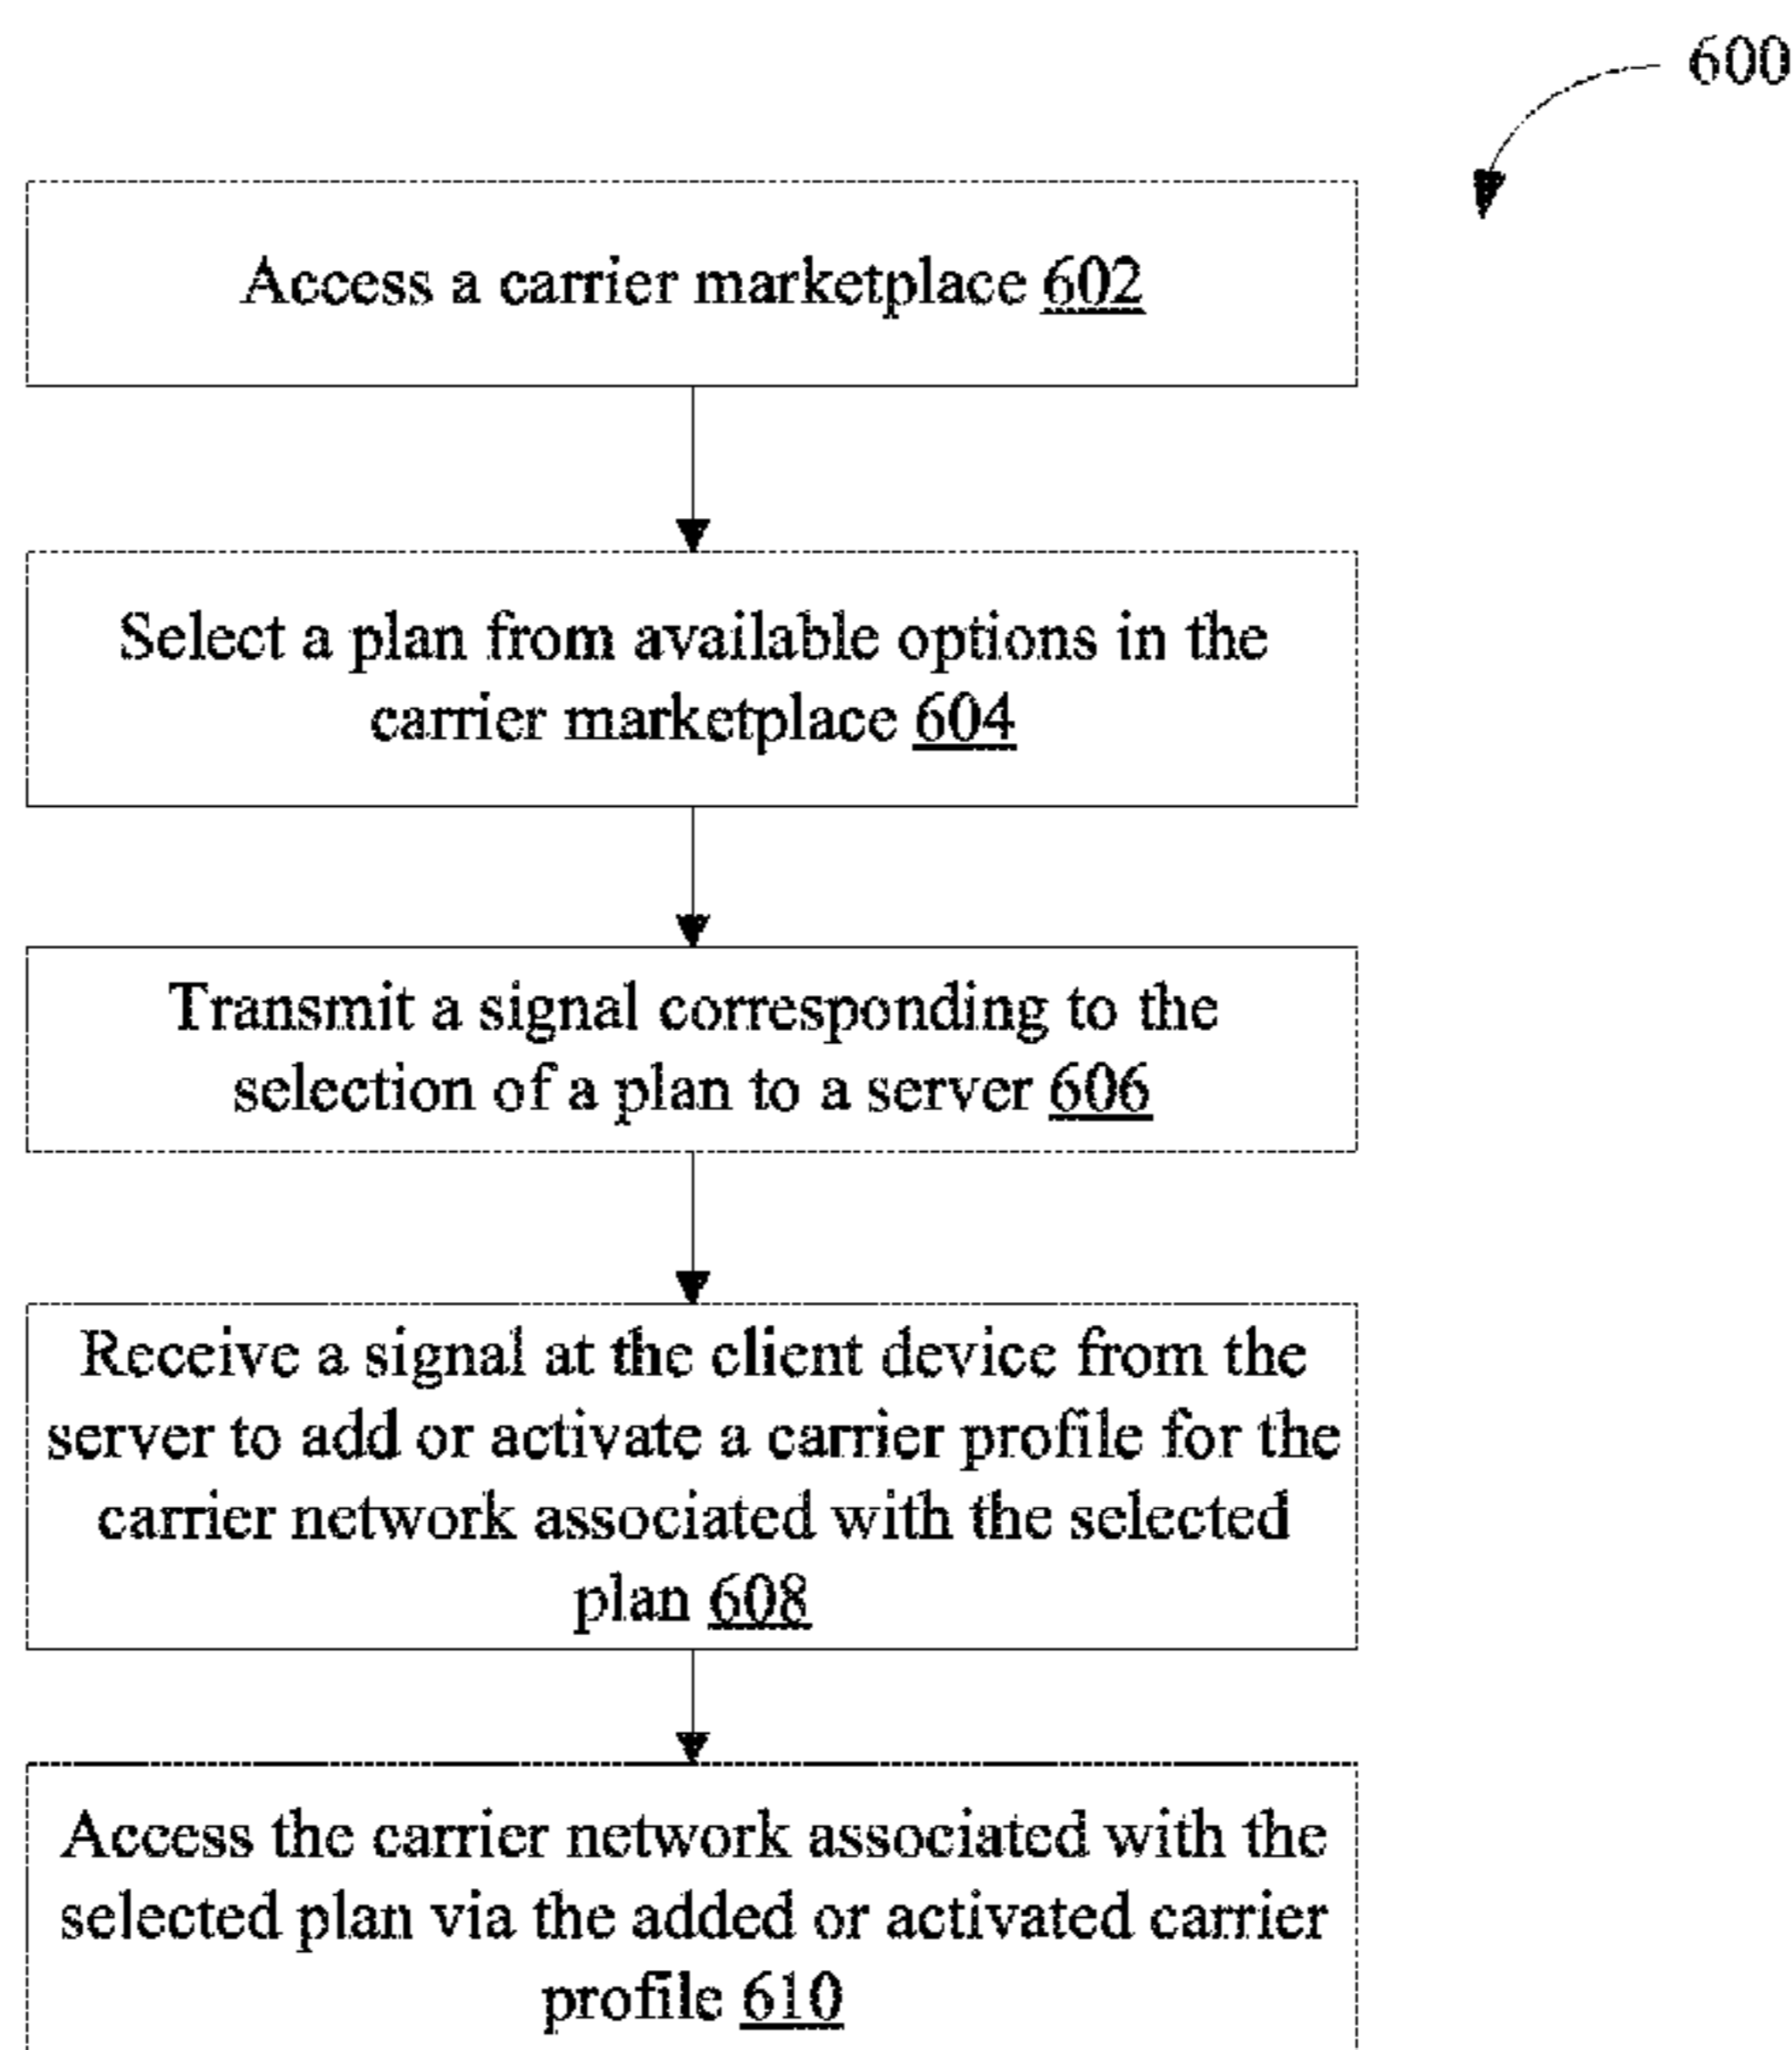 600
Access a carrier marketplace 602
Select a plan from available options in the
carrier marketplace 604
Transmit a signal corresponding to the
selection of a plan to a server 606
Receive a signal at the client device from the
server to add or activate a carrier profile for the
carrier network associated with the selected
plan 608
Access the carrier network associated with the
selected plan via the added or activated carrier
profile 610